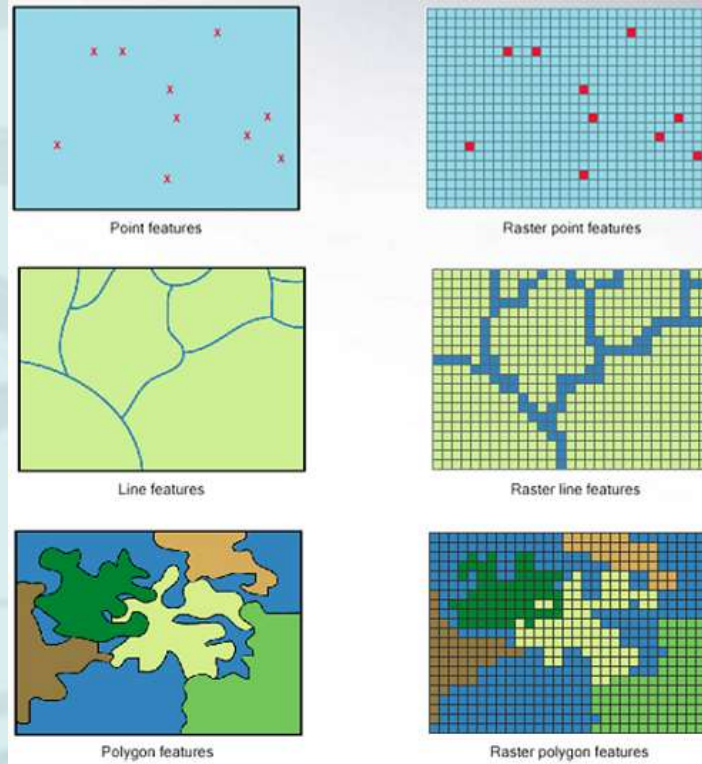 Point features
Raster point features
Line features
Raster line features
Polygon features
Raster polygon features